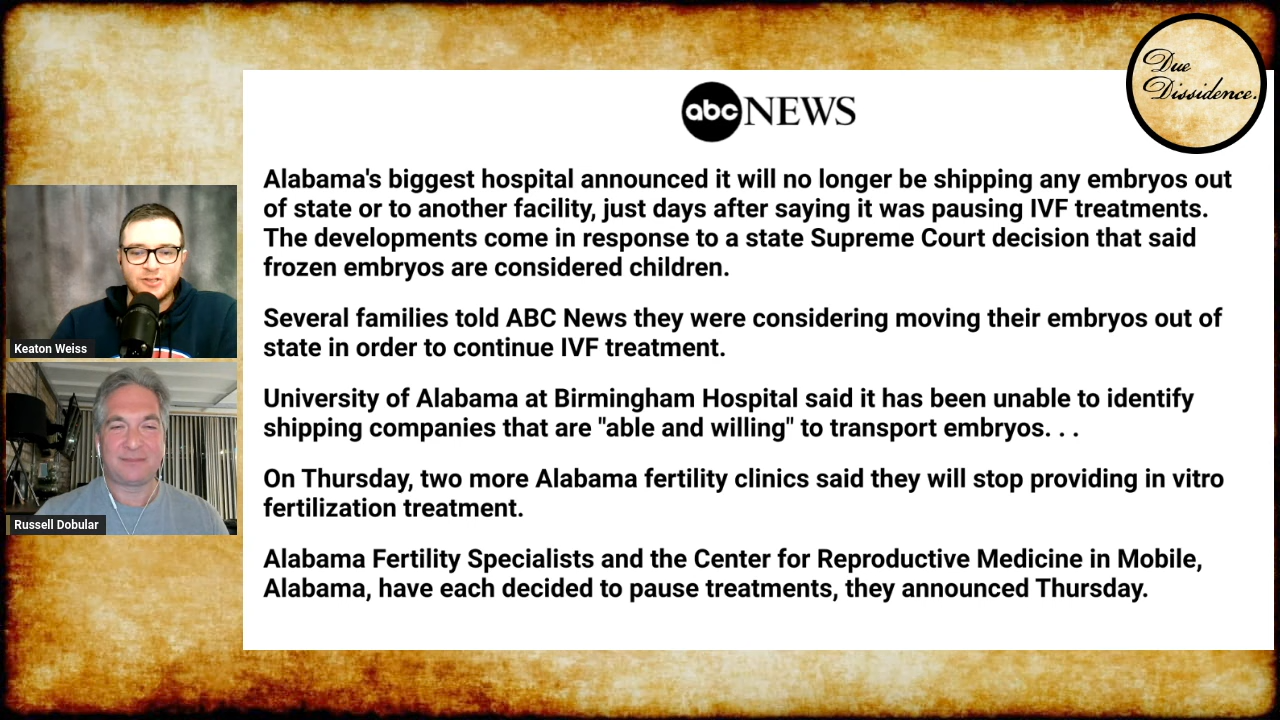 Due
Dissidence.
abc NEWS
Alabama's biggest hospital announced it will no longer be shipping any embryos out
of state or to another facility, just days after saying it was pausing IVF treatments.
The developments come in response to a state Supreme Court decision that said
frozen embryos are considered children.
Several families told ABC News they were considering moving their embryos out of
state in order to continue IVF treatment.
University of Alabama at Birmingham Hospital said it has been unable to identify
shipping companies that are "able and willing" to transport embryos. . .
On Thursday, two more Alabama fertility clinics said they will stop providing in vitro
fertilization treatment.
Alabama Fertility Specialists and the Center for Reproductive Medicine in Mobile,
Alabama, have each decided to pause treatments, they announced Thursday.
Keaton Weiss
Russell Dobular